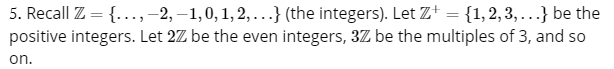 5. Recall ℤ = {…, −2, −1, 0, 1, 2, …} (the integers). Let ℤ⁺ = {1, 2, 3, …} be the
positive integers. Let 2ℤ be the even integers, 3ℤ be the multiples of 3, and so
on.